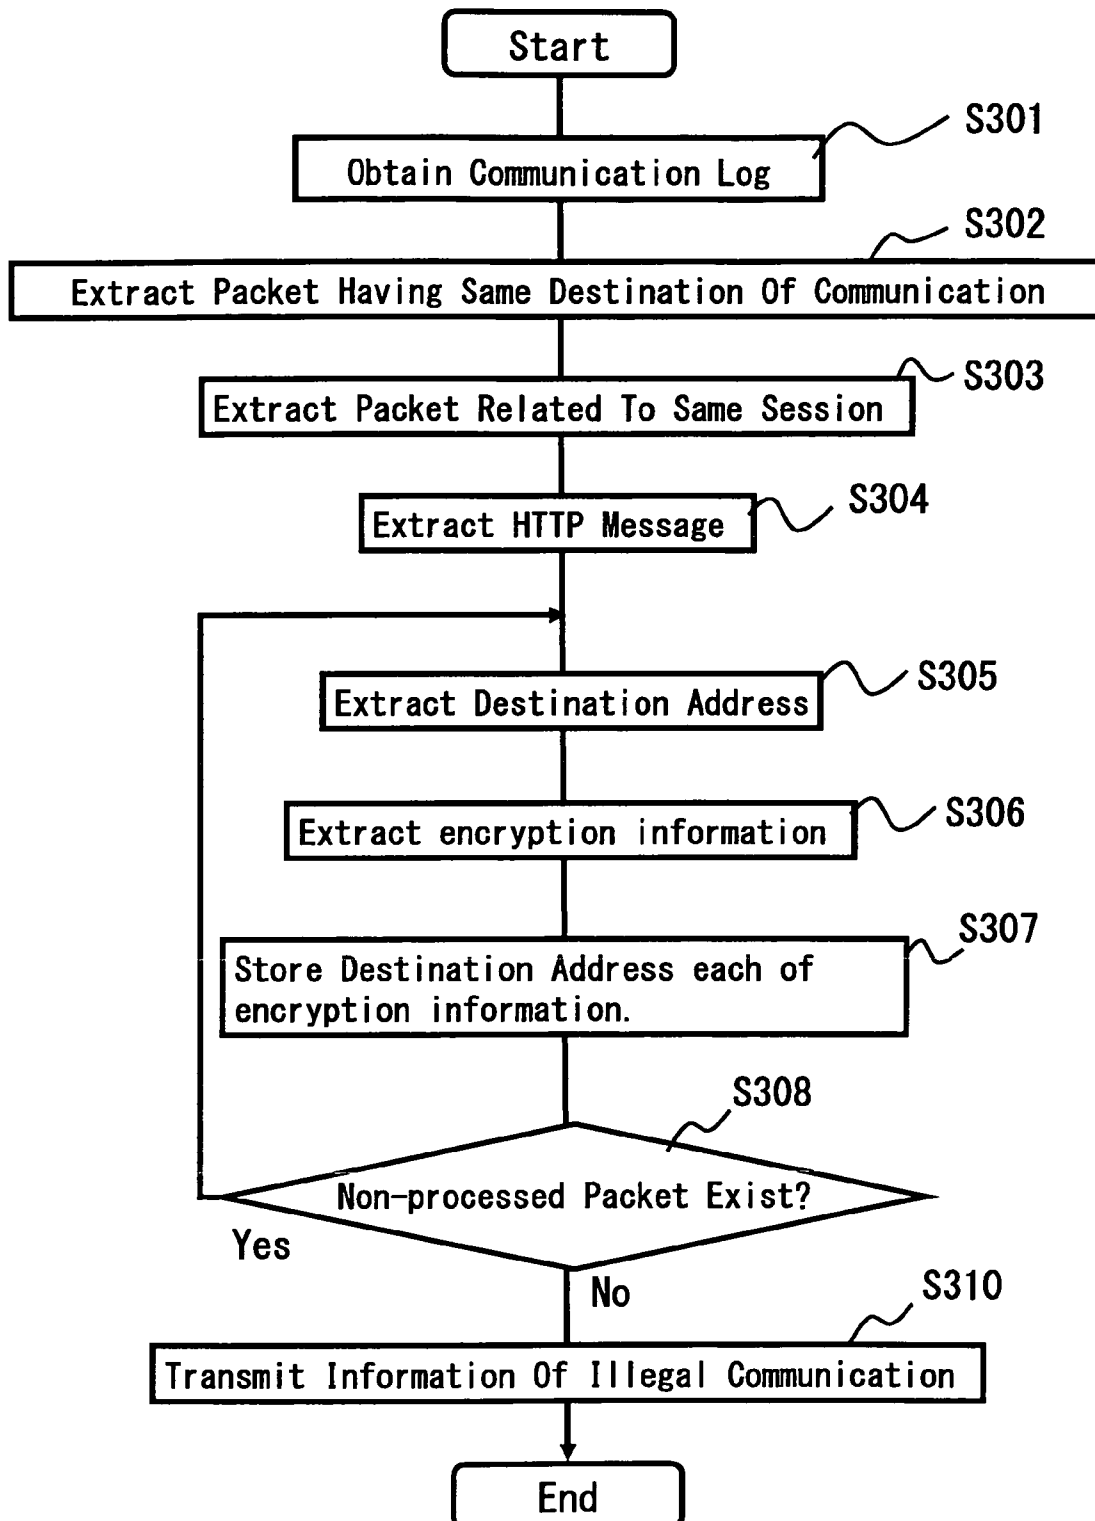 Start
S301
Obtain Communication Log
S302
Extract Packet Having Same Destination Of Communication
S303
Extract Packet Related To Same Session
S304
Extract HTTP Message
S305
Extract Destination Address
S306
Extract encryption information
S307
Store Destination Address each of
encryption information.
S308
Non-processed Packet Exist?
Yes
No
S310
Transmit Information Of Illegal Communication
End